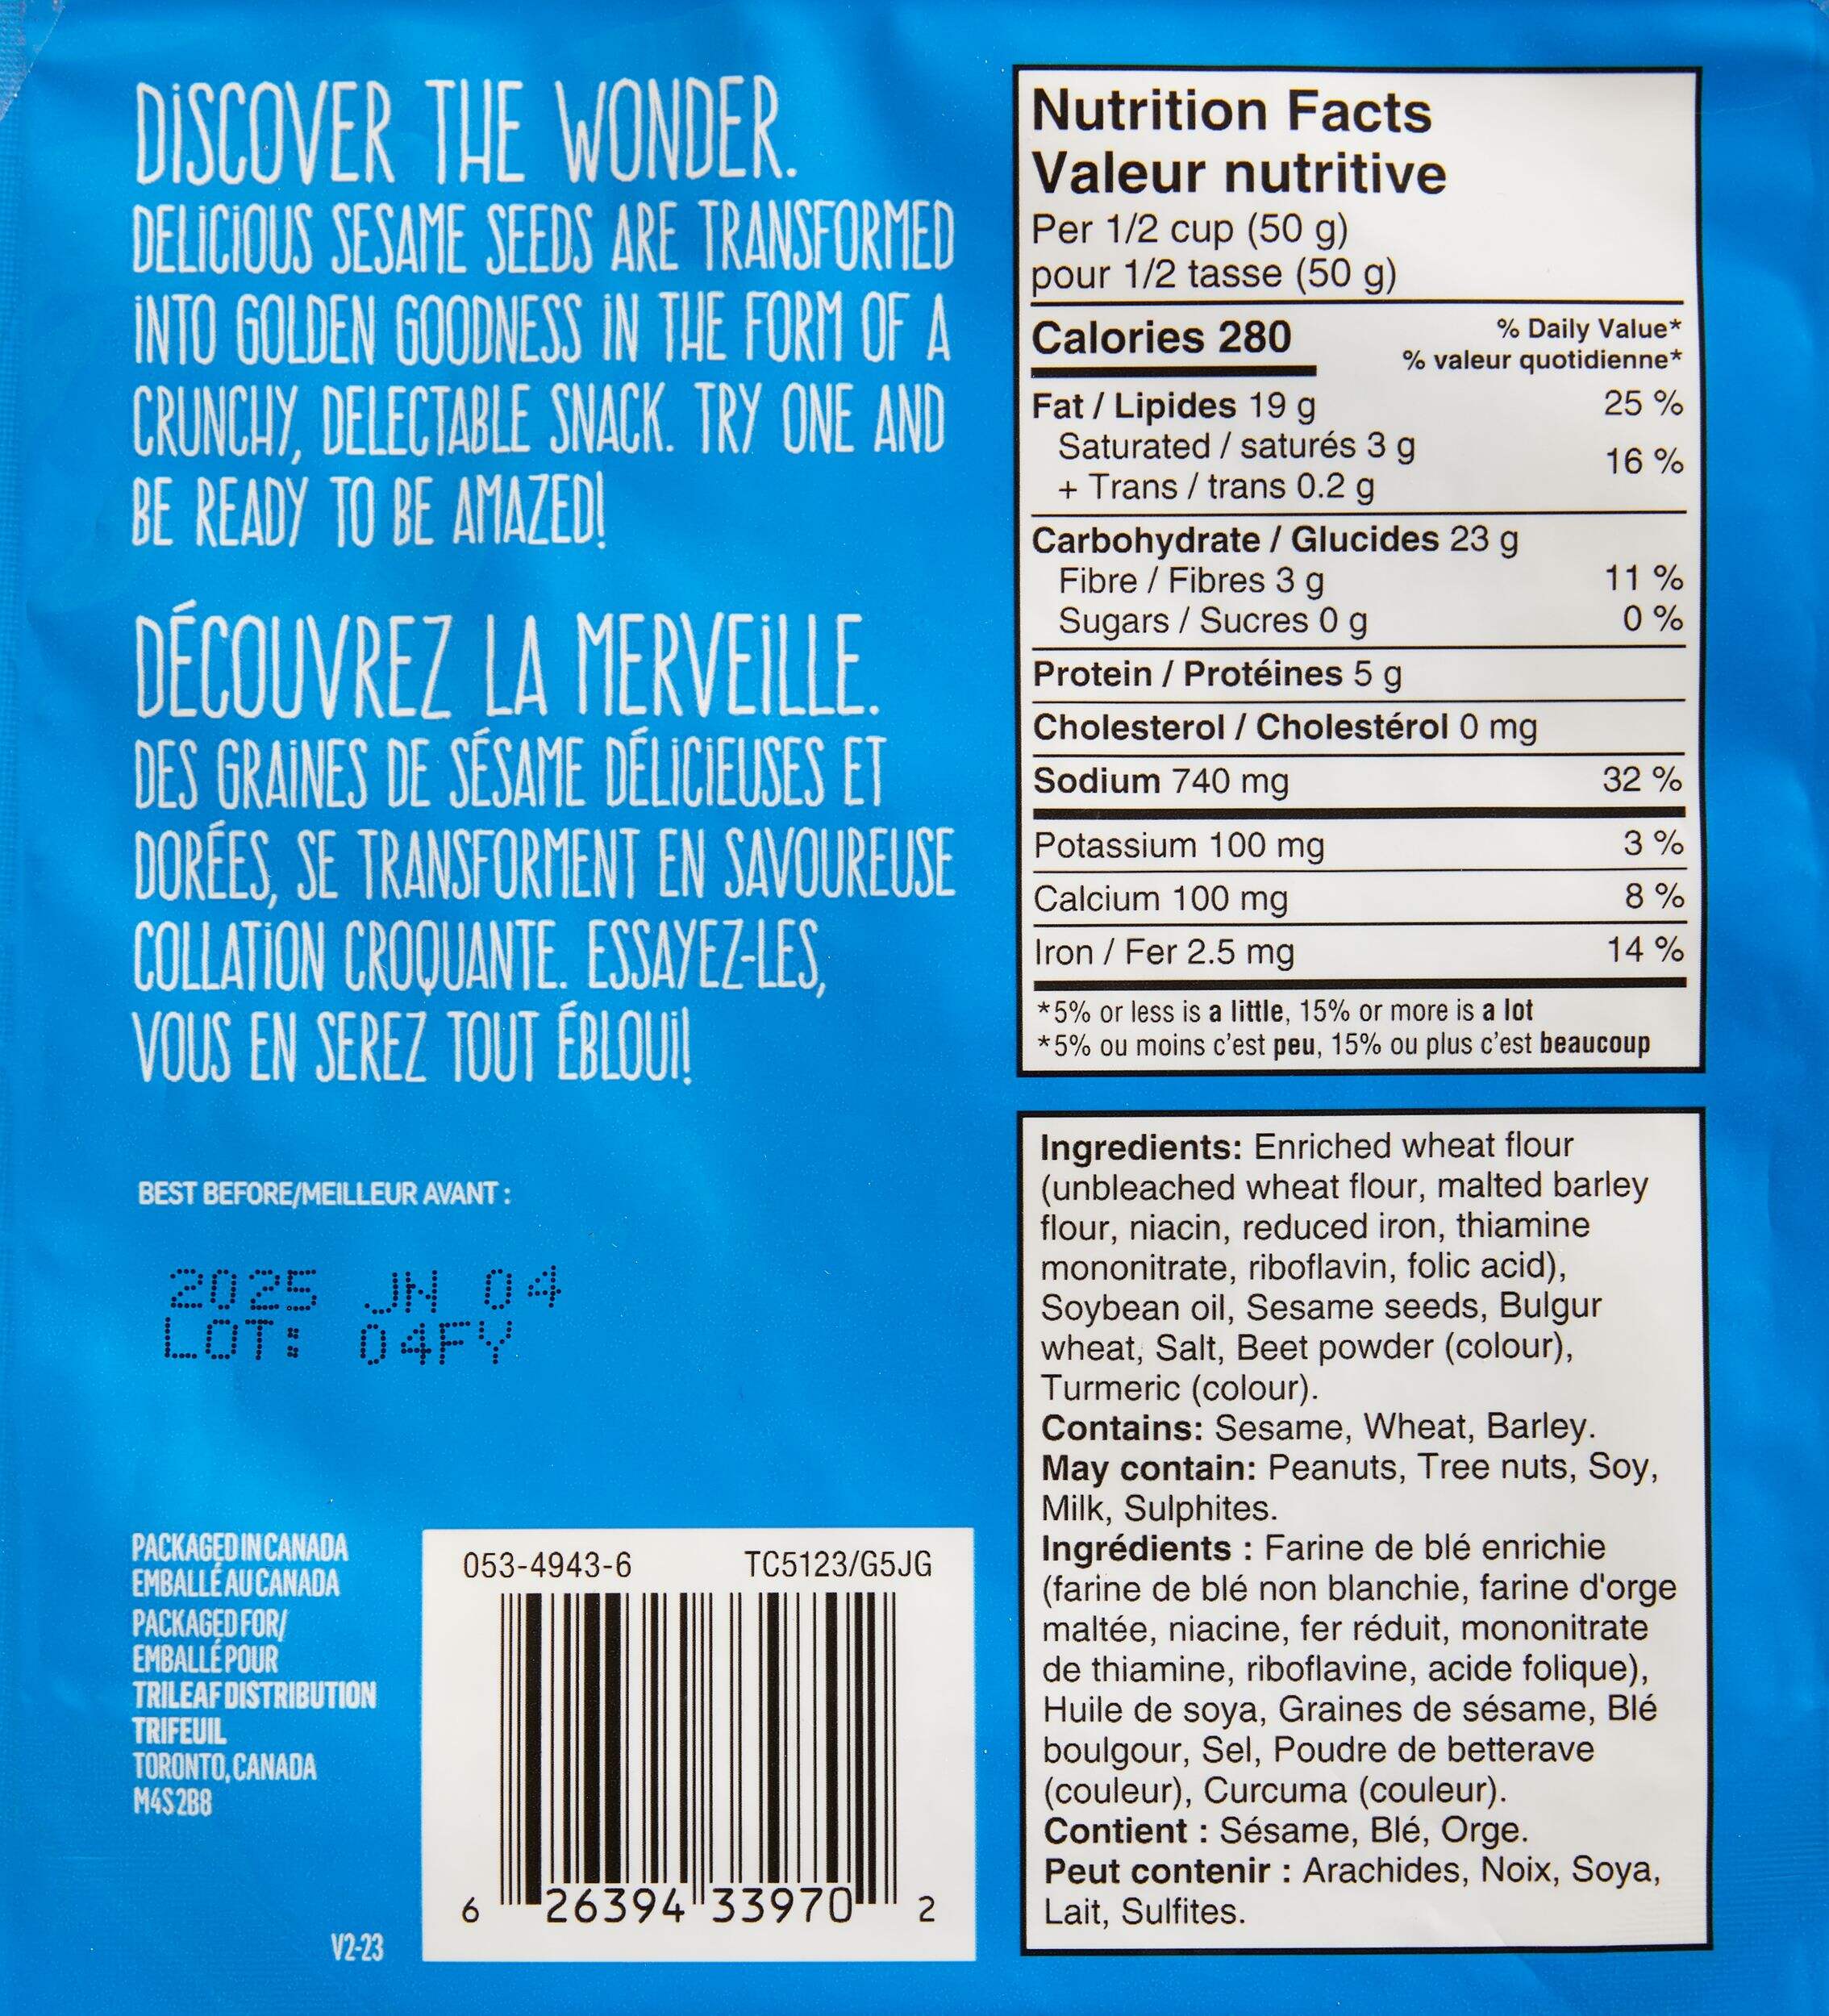 DISCOVER THE WONDER.
DELICIOUS SESAME SEEDS ARE TRANSFORMED
INTO GOLDEN GOODNESS IN THE FORM OF A
CRUNCHY, DELECTABLE SNACK. TRY ONE AND
BE READY TO BE AMAZED!
DÉCOUVREZ LA MERVEILLE.
DES GRAINES DE SÉSAME DÉLICIEUSES ET
DORÉES, SE TRANSFORMENT EN SAVOUREUSE
COLLATION CROQUANTE. ESSAYEZ-LES,
VOUS EN SEREZ TOUT ÉBLOUI!
BEST BEFORE/MEILLEUR AVANT :
2025 JN 04
LOT: 04FY
PACKAGED IN CANADA
EMBALLÉ AU CANADA
PACKAGED FOR/
EMBALLÉ POUR
TRILEAF DISTRIBUTION
TRIFEUIL
TORONTO, CANADA
M4S 2B8
V2-23
053-4943-6 TC5123/G5JG
6 26394 33970 2
Nutrition Facts
Valeur nutritive
Per 1/2 cup (50 g)
pour 1/2 tasse (50 g)
Calories 280
% Daily Value*
% valeur quotidienne*
Fat / Lipides 19 g 25 %
Saturated / saturés 3 g
+ Trans / trans 0.2 g 16 %
Carbohydrate / Glucides 23 g
Fibre / Fibres 3 g 11 %
Sugars / Sucres 0 g 0 %
Protein / Protéines 5 g
Cholesterol / Cholestérol 0 mg
Sodium 740 mg 32 %
Potassium 100 mg 3 %
Calcium 100 mg 8 %
Iron / Fer 2.5 mg 14 %
*5% or less is a little, 15% or more is a lot
*5% ou moins c'est peu, 15% ou plus c'est beaucoup
Ingredients: Enriched wheat flour
(unbleached wheat flour, malted barley
flour, niacin, reduced iron, thiamine
mononitrate, riboflavin, folic acid),
Soybean oil, Sesame seeds, Bulgur
wheat, Salt, Beet powder (colour),
Turmeric (colour).
Contains: Sesame, Wheat, Barley.
May contain: Peanuts, Tree nuts, Soy,
Milk, Sulphites.
Ingrédients : Farine de blé enrichie
(farine de blé non blanchie, farine d'orge
maltée, niacine, fer réduit, mononitrate
de thiamine, riboflavine, acide folique),
Huile de soya, Graines de sésame, Blé
boulgour, Sel, Poudre de betterave
(couleur), Curcuma (couleur).
Contient : Sésame, Blé, Orge.
Peut contenir : Arachides, Noix, Soya,
Lait, Sulfites.